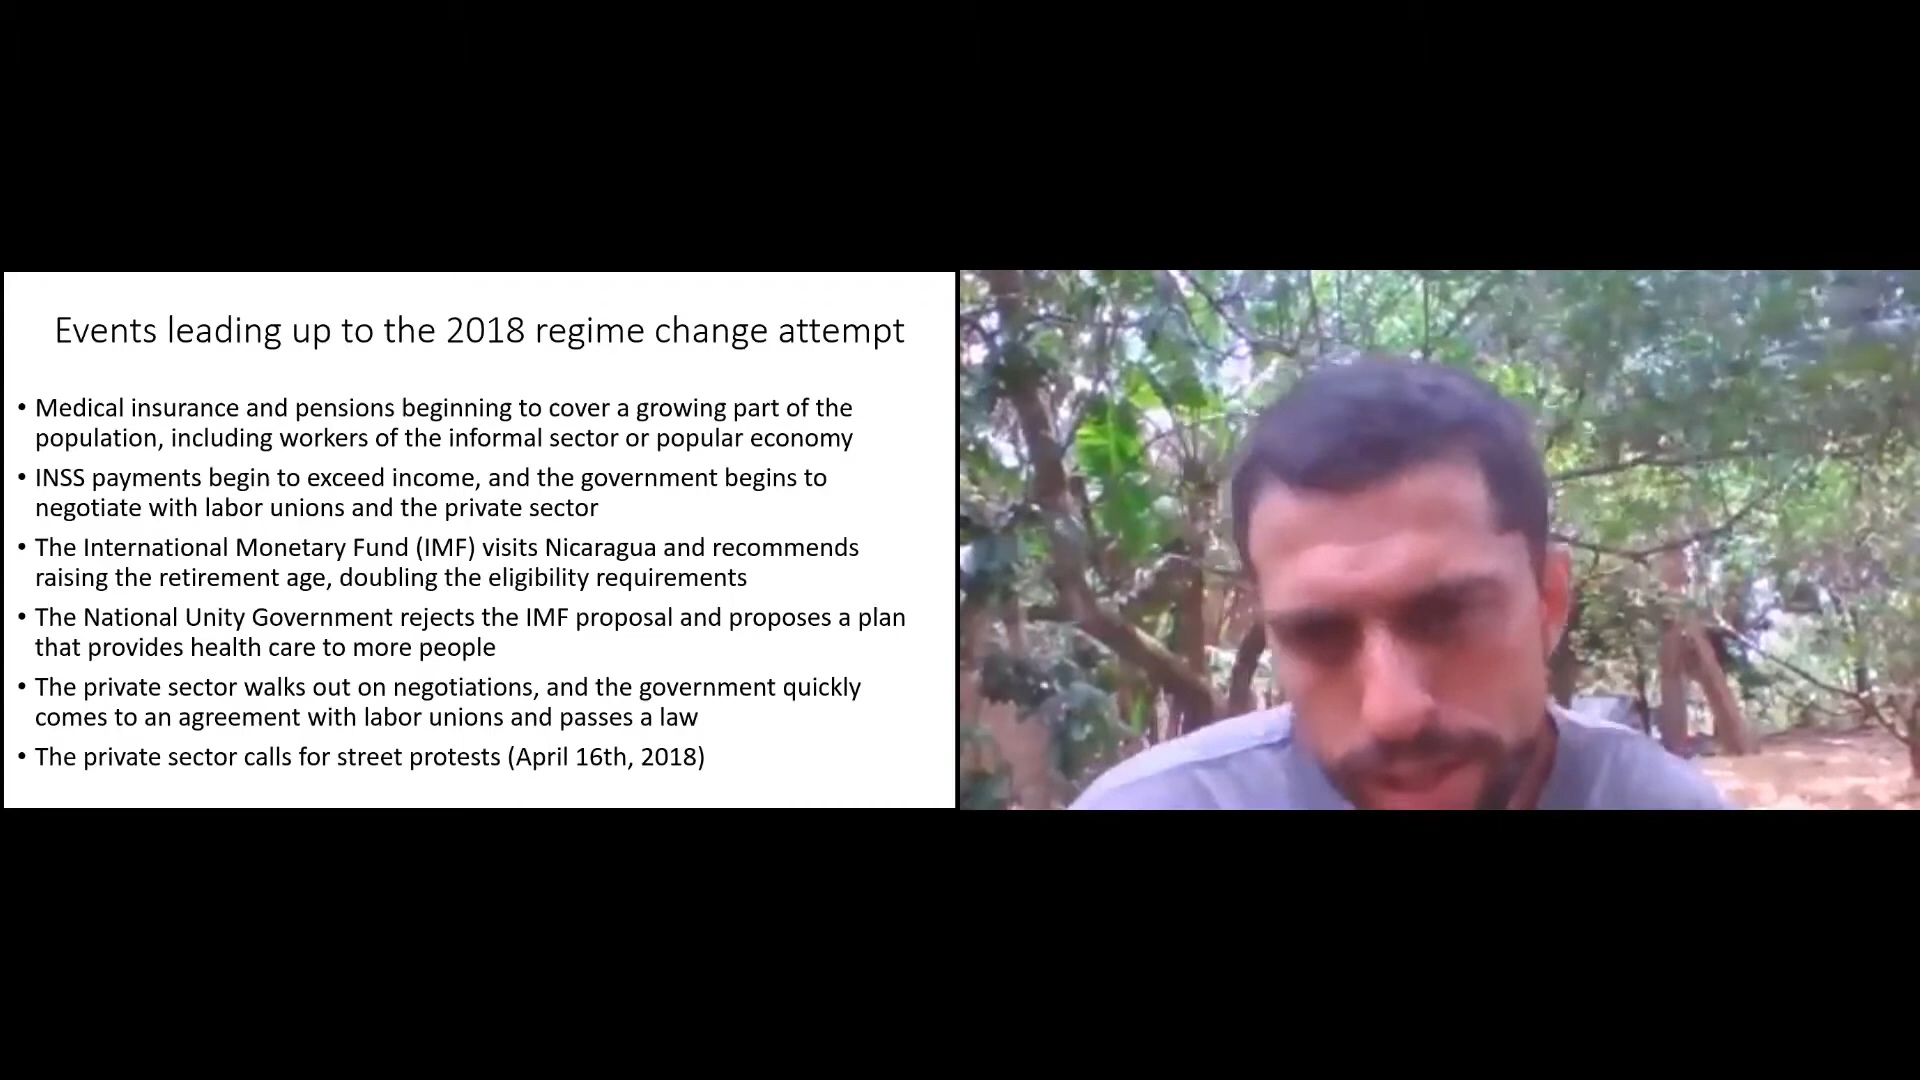 Events leading up to the 2018 regime change attempt
• Medical insurance and pensions beginning to cover a growing part of the
population, including workers of the informal sector or popular economy
• INSS payments begin to exceed income, and the government begins to
negotiate with labor unions and the private sector
• The International Monetary Fund (IMF) visits Nicaragua and recommends
raising the retirement age, doubling the eligibility requirements
• The National Unity Government rejects the IMF proposal and proposes a plan
that provides health care to more people
• The private sector walks out on negotiations, and the government quickly
comes to an agreement with labor unions and passes a law
• The private sector calls for street protests (April 16th, 2018)